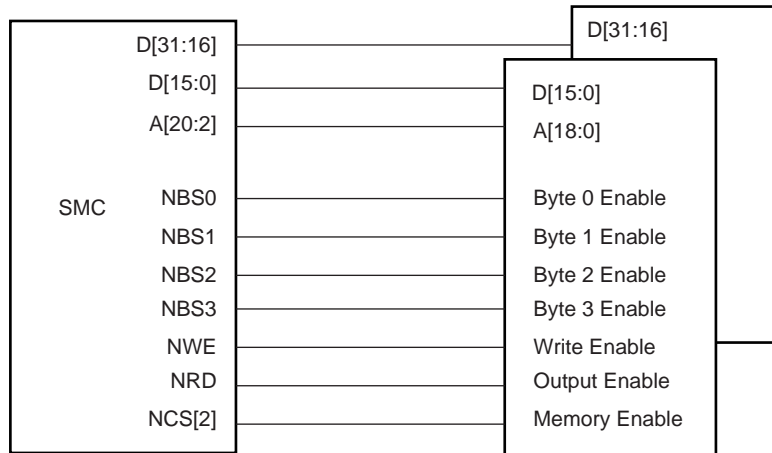 D[31:16] D[31:16]
D[15:0] D[15:0]
A[20:2] A[18:0]
SMC NBS0 Byte 0 Enable
NBS1 Byte 1 Enable
NBS2 Byte 2 Enable
NBS3 Byte 3 Enable
NWE Write Enable
NRD Output Enable
NCS[2] Memory Enable